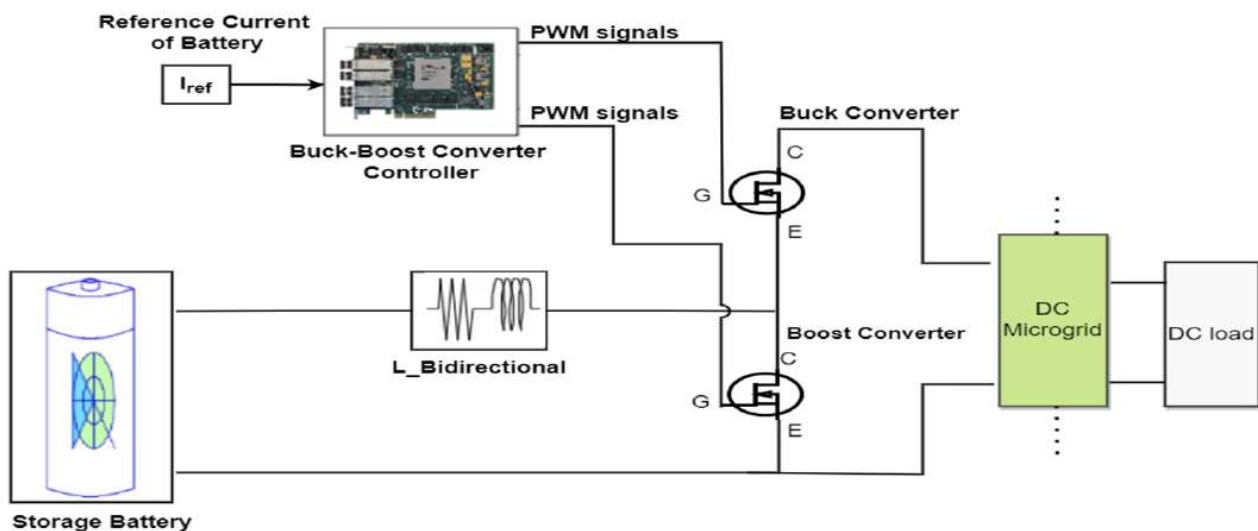 Reference Current
of Battery
I_ref
PWM signals
PWM signals
Buck-Boost Converter
Controller
Buck Converter
C
G
E
L_Bidirectional
Boost Converter
C
G
E
DC
Microgrid
DC load
Storage Battery